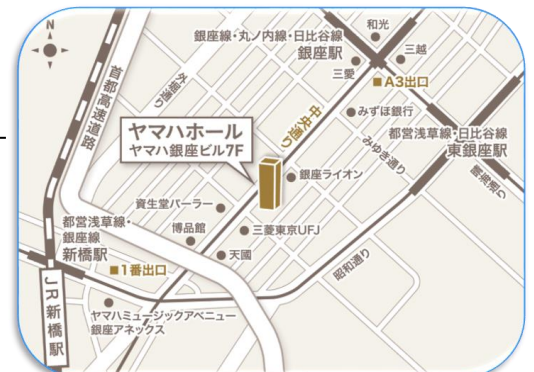 N
和光
銀座線・丸ノ内線・日比谷線
銀座駅
三越
三愛
■A3出口
外堀通り
首都高速道路
中央通り
みずほ銀行
ヤマハホール
ヤマハ銀座ビル7F
みゆき通り
都営浅草線・日比谷線
東銀座駅
晴海通り
銀座ライオン
資生堂パーラー
都営浅草線・
銀座線
新橋駅
博品館
三菱東京UFJ
天國
昭和通り
■1番出口
JR新橋駅
ヤマハミュージックアベニュー
銀座アネックス